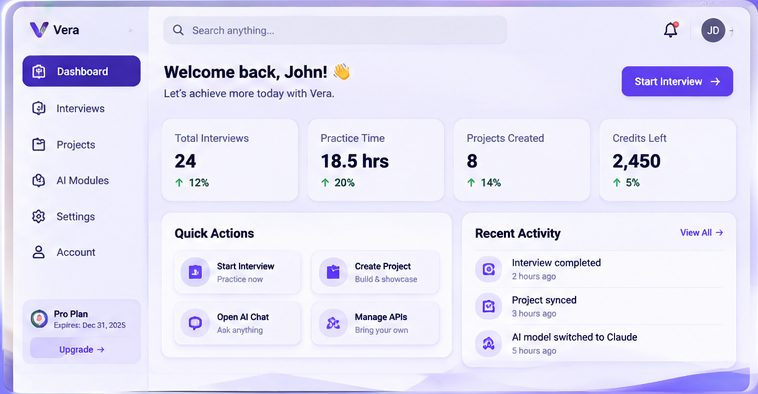 Vera
Search anything...
JD
Dashboard
Interviews
Projects
AI Modules
Settings
Account
Pro Plan
Expires: Dec 31, 2025
Upgrade →
Welcome back, John! 👋
Let's achieve more today with Vera.
Start Interview →
Total Interviews
24
↑ 12%
Practice Time
18.5 hrs
↑ 20%
Projects Created
8
↑ 14%
Credits Left
2,450
↑ 5%
Quick Actions
Start Interview
Practice now
Create Project
Build & showcase
Open AI Chat
Ask anything
Manage APIs
Bring your own
Recent Activity
View All →
Interview completed
2 hours ago
Project synced
3 hours ago
AI model switched to Claude
5 hours ago